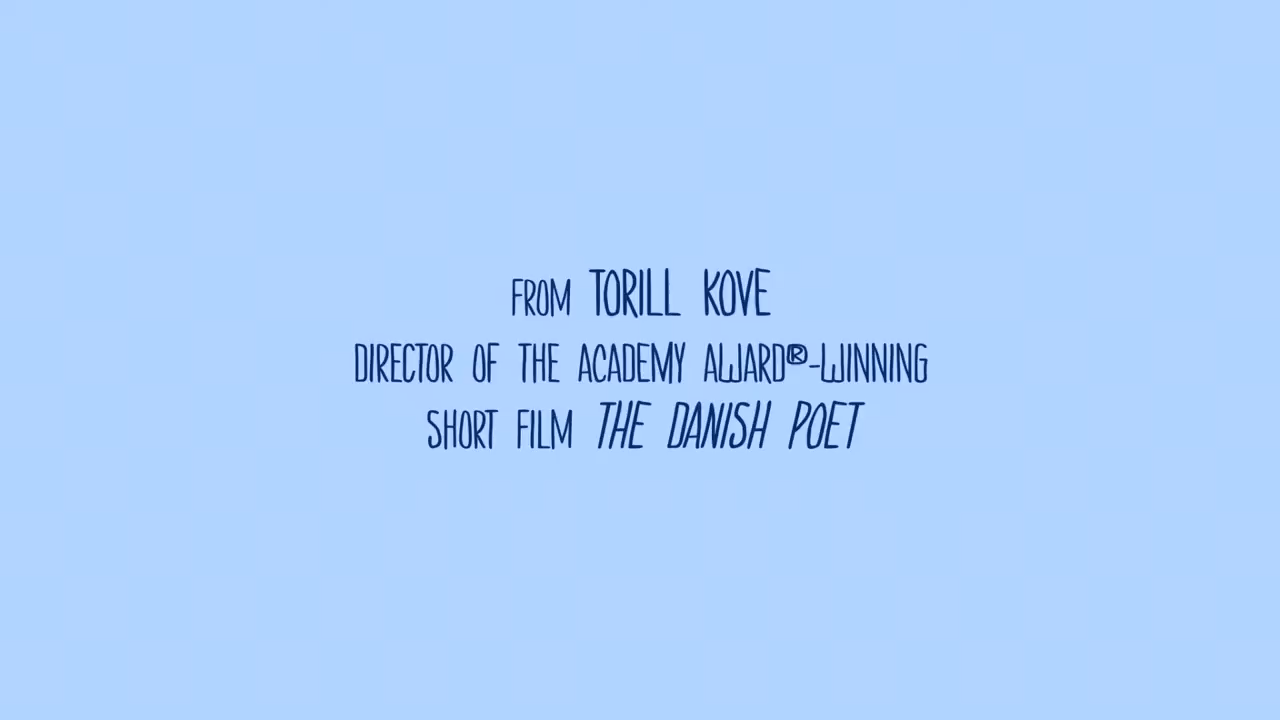 FROM TORILL KOVE
DIRECTOR OF THE ACADEMY AWARD®-WINNING
SHORT FILM THE DANISH POET